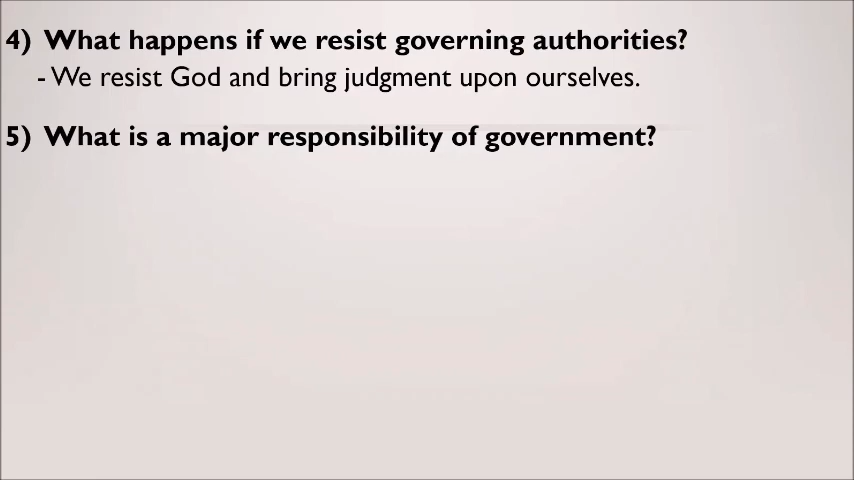 4) What happens if we resist governing authorities?
- We resist God and bring judgment upon ourselves.
5) What is a major responsibility of government?